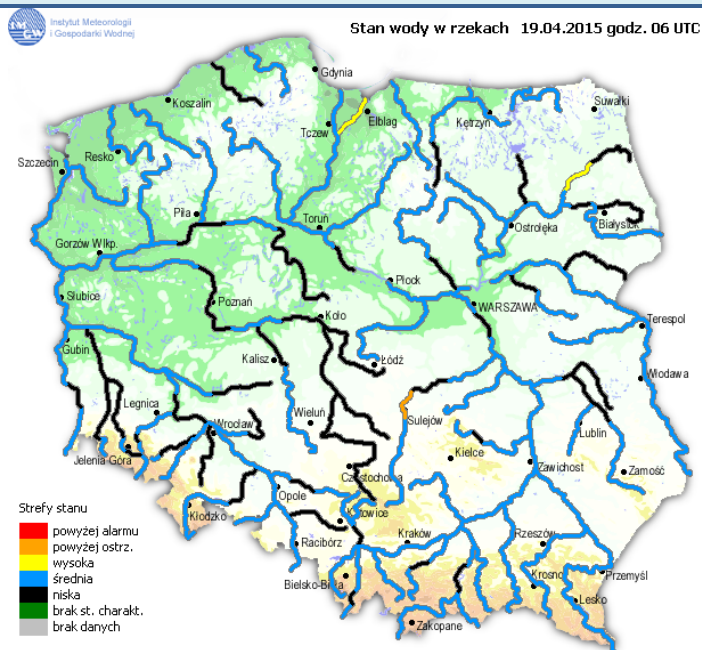 Instytut Meteorologii
i Gospodarki Wodnej
Stan wody w rzekach 19.04.2015 godz. 06 UTC
Gdynia
Koszalin
Suwałki
Tczew
Elbląg
Kętrzyn
Szczecin
Resko
Piła
Toruń
Ostrołęka
Białystok
Gorzów Wlkp.
Płock
Słubice
Poznań
Koło
WARSZAWA
Terespol
Gubin
Kalisz
Łódź
Włodawa
Legnica
Wieluń
Sulejów
Wrocław
Lublin
Jelenia Góra
Kielce
Zawichost
Zamość
Częstochowa
Opole
Kłodzko
Katowice
Racibórz
Kraków
Rzeszów
Bielsko-Biała
Krosno
Przemyśl
Lesko
Zakopane
Strefy stanu
powyżej alarmu
powyżej ostrz.
wysoka
średnia
niska
brak st. charakt.
brak danych